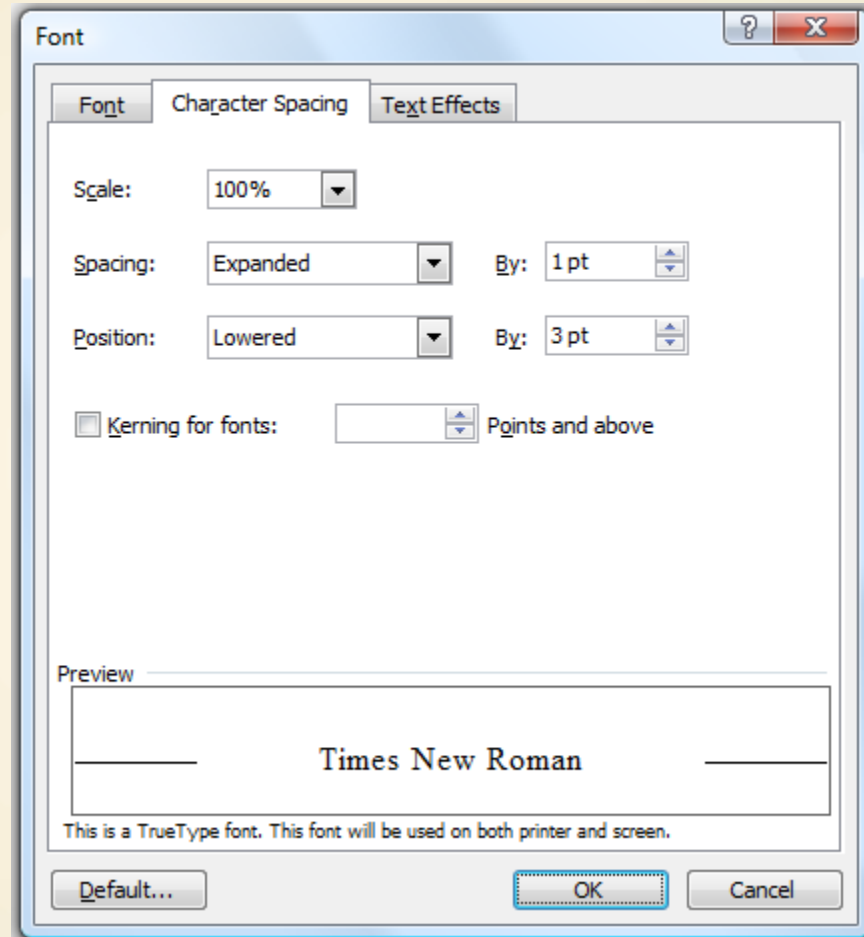 Font
Font Character Spacing Text Effects
Scale: 100%
Spacing: Expanded By: 1 pt
Position: Lowered By: 3 pt
Kerning for fonts: Points and above
Preview
Times New Roman
This is a TrueType font. This font will be used on both printer and screen.
Default... OK Cancel